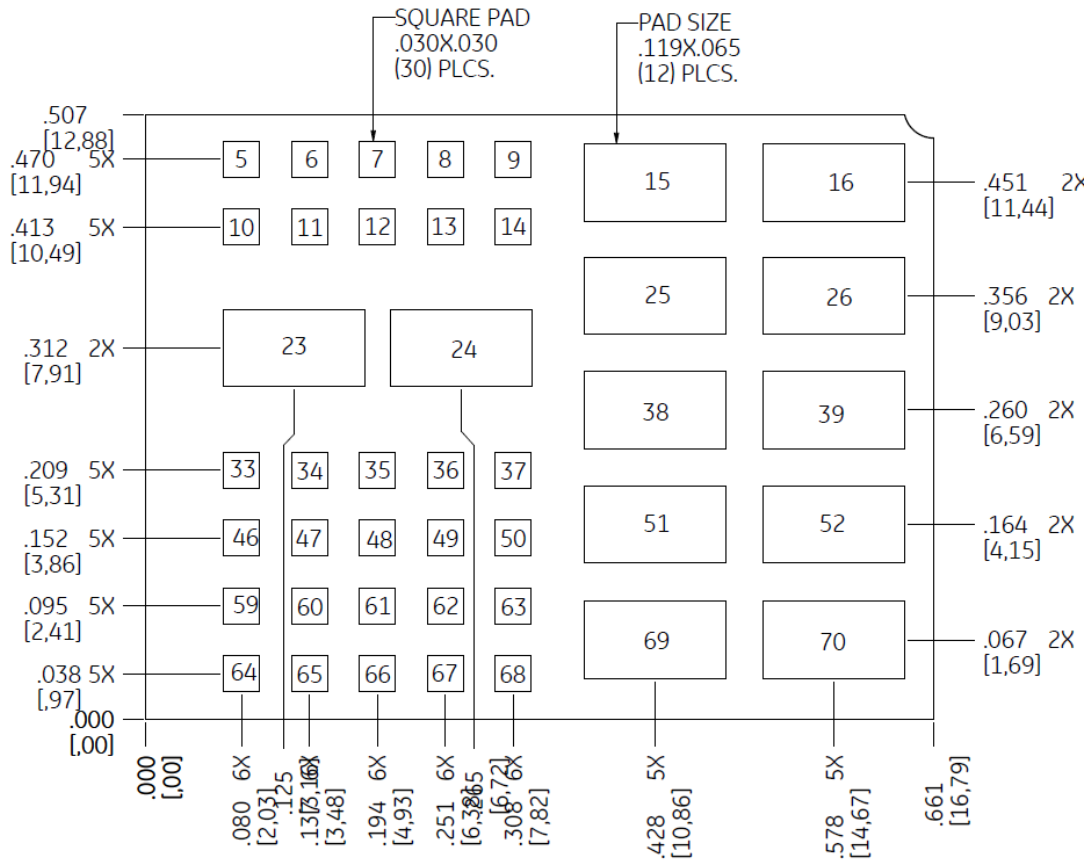 SQUARE PAD
.030X.030
(30) PLCS.
PAD SIZE
.119X.065
(12) PLCS.
.507
[12,88]
.470 5X
[11,94]
5 6 7 8 9
15 16
.451 2X
[11,44]
.413 5X
[10,49]
10 11 12 13 14
25 26
.356 2X
[9,03]
.312 2X
[7,91]
23 24
38 39
.260 2X
[6,59]
.209 5X
[5,31]
33 34 35 36 37
51 52
.164 2X
[4,15]
.152 5X
[3,86]
46 47 48 49 50
.095 5X
[2,41]
59 60 61 62 63
69 70
.067 2X
[1,69]
.038 5X
[,97]
64 65 66 67 68
.000
[,00]
.000
[,00]
.080 6X
[2,03]
.125
[3,16]
.137 6X
[3,48]
.194 6X
[4,93]
.251 6X
[6,38]
.265
[6,72]
.308 6X
[7,82]
.428 5X
[10,86]
.578 5X
[14,67]
.661
[16,79]